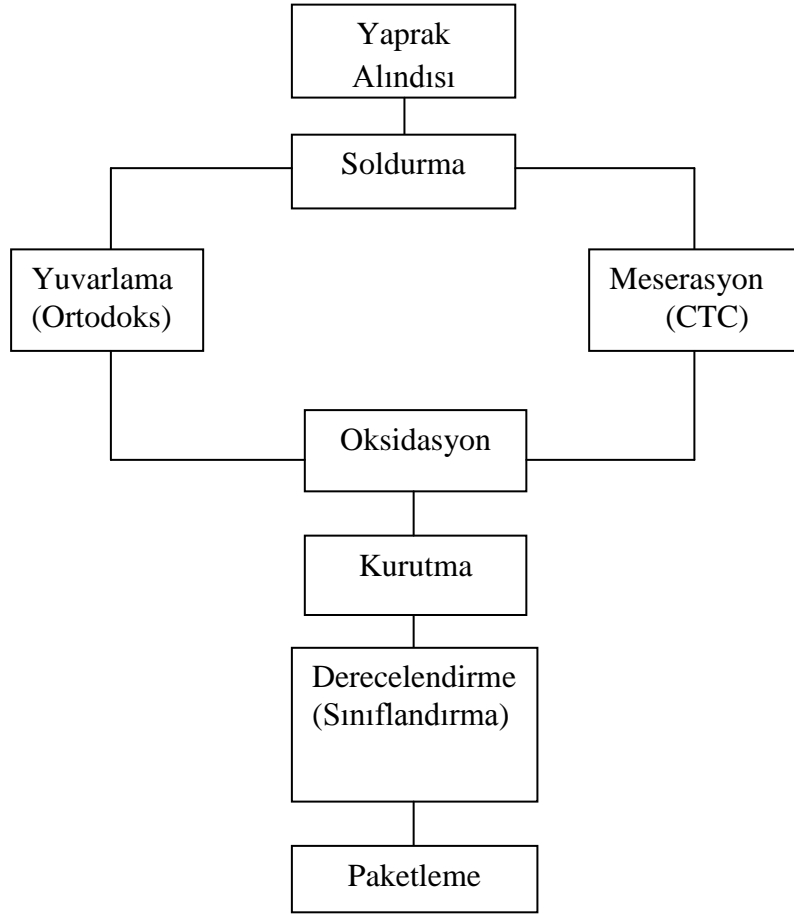 Yaprak
Alındısı
Soldurma
Yuvarlama
(Ortodoks)
Meserasyon
(CTC)
Oksidasyon
Kurutma
Derecelendirme
(Sınıflandırma)
Paketleme